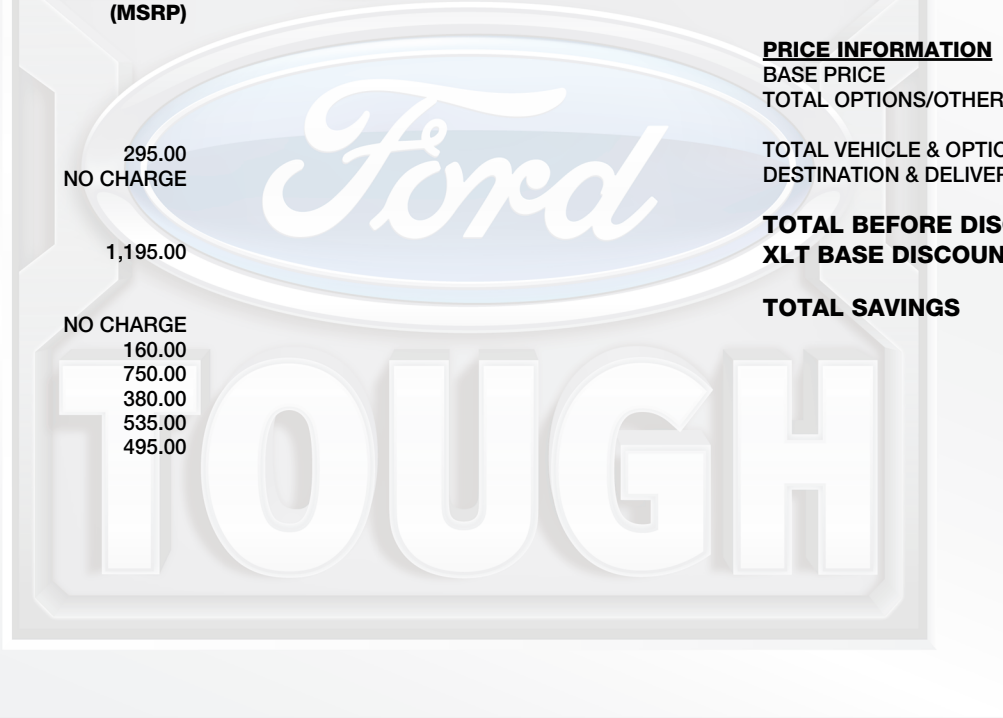 (MSRP)
295.00
NO CHARGE
1,195.00
NO CHARGE
160.00
750.00
380.00
535.00
495.00
PRICE INFORMATION
BASE PRICE
TOTAL OPTIONS/OTHER
TOTAL VEHICLE & OPTIO
DESTINATION & DELIVER
TOTAL BEFORE DISC
XLT BASE DISCOUN
TOTAL SAVINGS
Ford
TOUGH